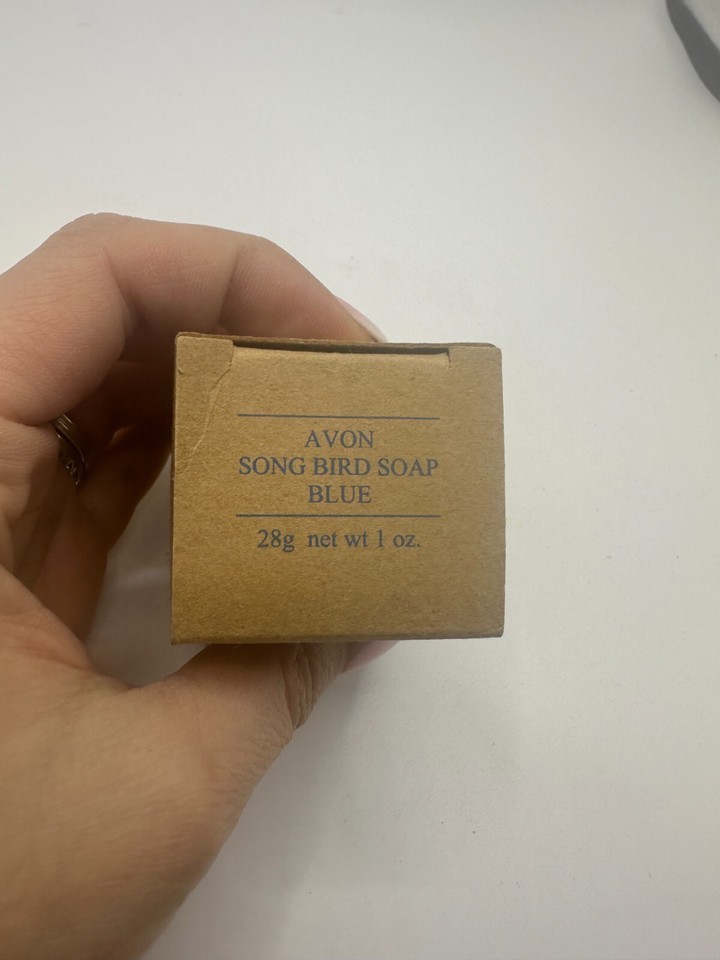 AVON
SONG BIRD SOAP
BLUE
28g net wt 1 oz.